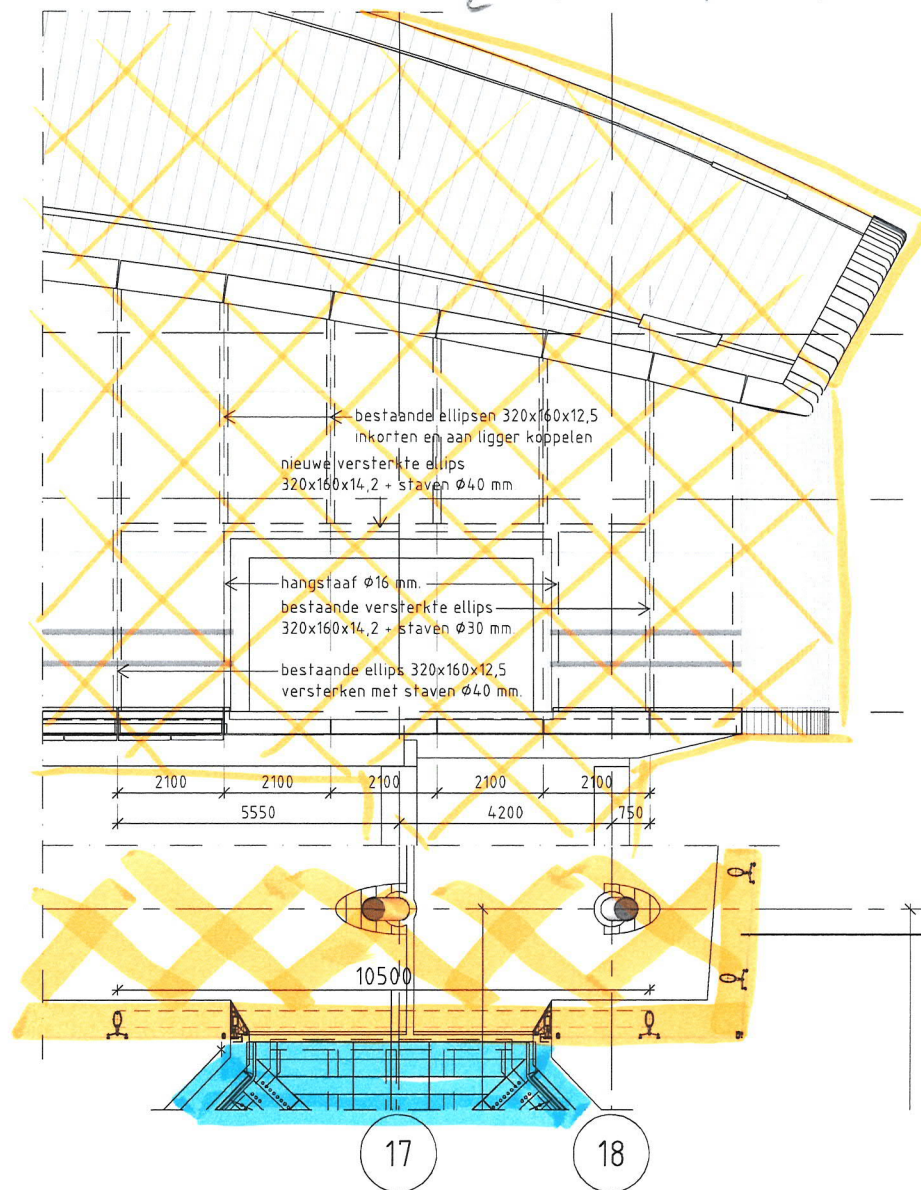 bestaande ellipsen 320x160x12,5
inkorten en aan ligger koppelen
nieuwe versterkte ellips
320x160x14,2 + staven Ø40 mm
hangstaaf Ø16 mm.
bestaande versterkte ellips
320x160x14,2 + staven Ø30 mm.
bestaande ellips 320x160x12,5
versterken met staven Ø40 mm.
2100 2100 2100 2100 2100
5550 4200 750
10500
17 18